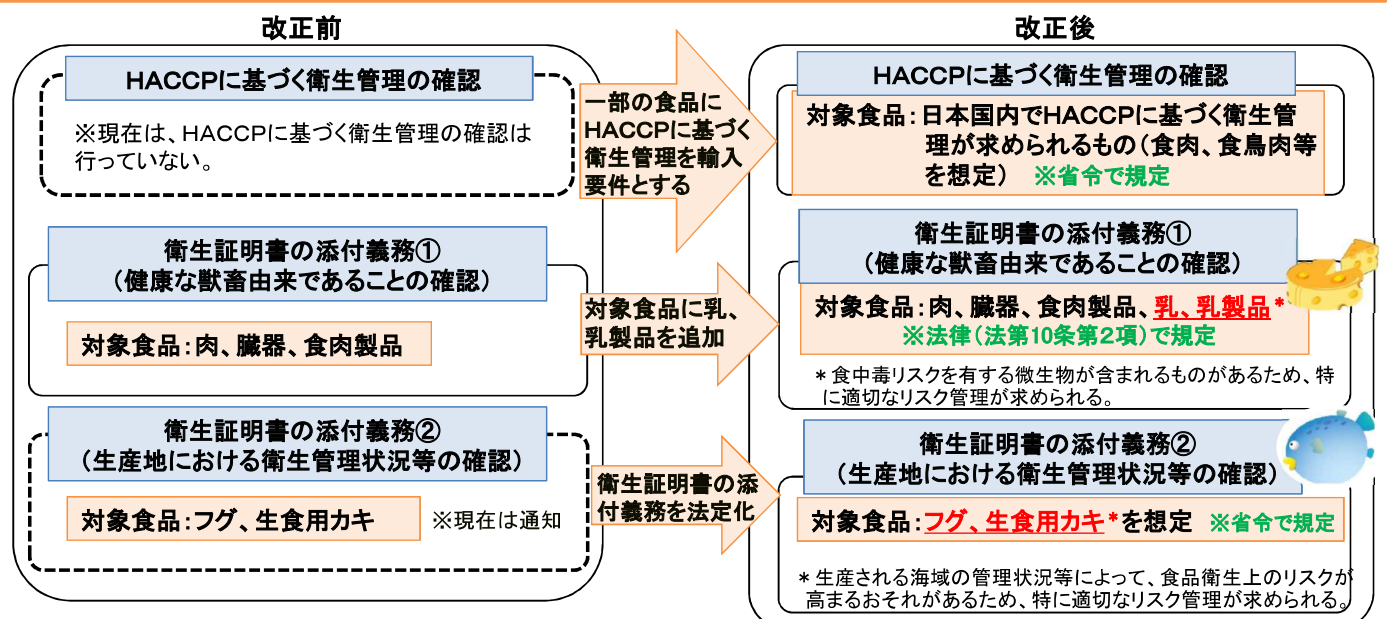 改正前
HACCPに基づく衛生管理の確認
※現在は、HACCPに基づく衛生管理の確認は
行っていない。
衛生証明書の添付義務①
（健康な獣畜由来であることの確認）
対象食品：肉、臓器、食肉製品
衛生証明書の添付義務②
（生産地における衛生管理状況等の確認）
対象食品：フグ、生食用カキ ※現在は通知
一部の食品に
HACCPに基づく
衛生管理を輸入
要件とする
対象食品に乳、
乳製品を追加
衛生証明書の添
付義務を法定化
改正後
HACCPに基づく衛生管理の確認
対象食品：日本国内でHACCPに基づく衛生管
理が求められるもの（食肉、食鳥肉等
を想定） ※省令で規定
衛生証明書の添付義務①
（健康な獣畜由来であることの確認）
対象食品：肉、臓器、食肉製品、乳、乳製品*
※法律（法第10条第２項）で規定
* 食中毒リスクを有する微生物が含まれるものがあるため、特
に適切なリスク管理が求められる。
衛生証明書の添付義務②
（生産地における衛生管理状況等の確認）
対象食品：フグ、生食用カキ*を想定 ※省令で規定
* 生産される海域の管理状況等によって、食品衛生上のリスクが
高まるおそれがあるため、特に適切なリスク管理が求められる。